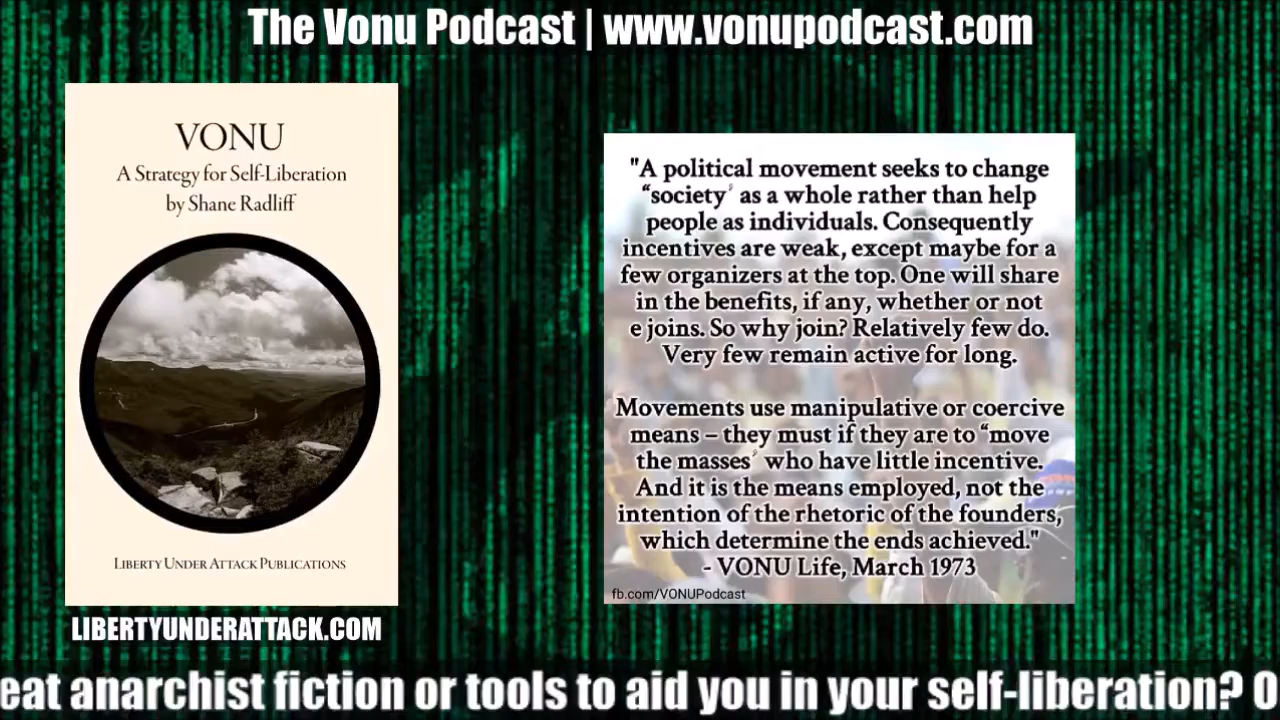 The Vonu Podcast | www.vonupodcast.com
VONU
A Strategy for Self-Liberation
by Shane Radliff
LIBERTY UNDER ATTACK PUBLICATIONS
LIBERTYUNDERATTACK.COM
"A political movement seeks to change
“society’ as a whole rather than help
people as individuals. Consequently
incentives are weak, except maybe for a
few organizers at the top. One will share
in the benefits, if any, whether or not
e joins. So why join? Relatively few do.
Very few remain active for long.
Movements use manipulative or coercive
means – they must if they are to “move
the masses’ who have little incentive.
And it is the means employed, not the
intention of the rhetoric of the founders,
which determine the ends achieved."
- VONU Life, March 1973
fb.com/VONUPodcast
eat anarchist fiction or tools to aid you in your self-liberation? O